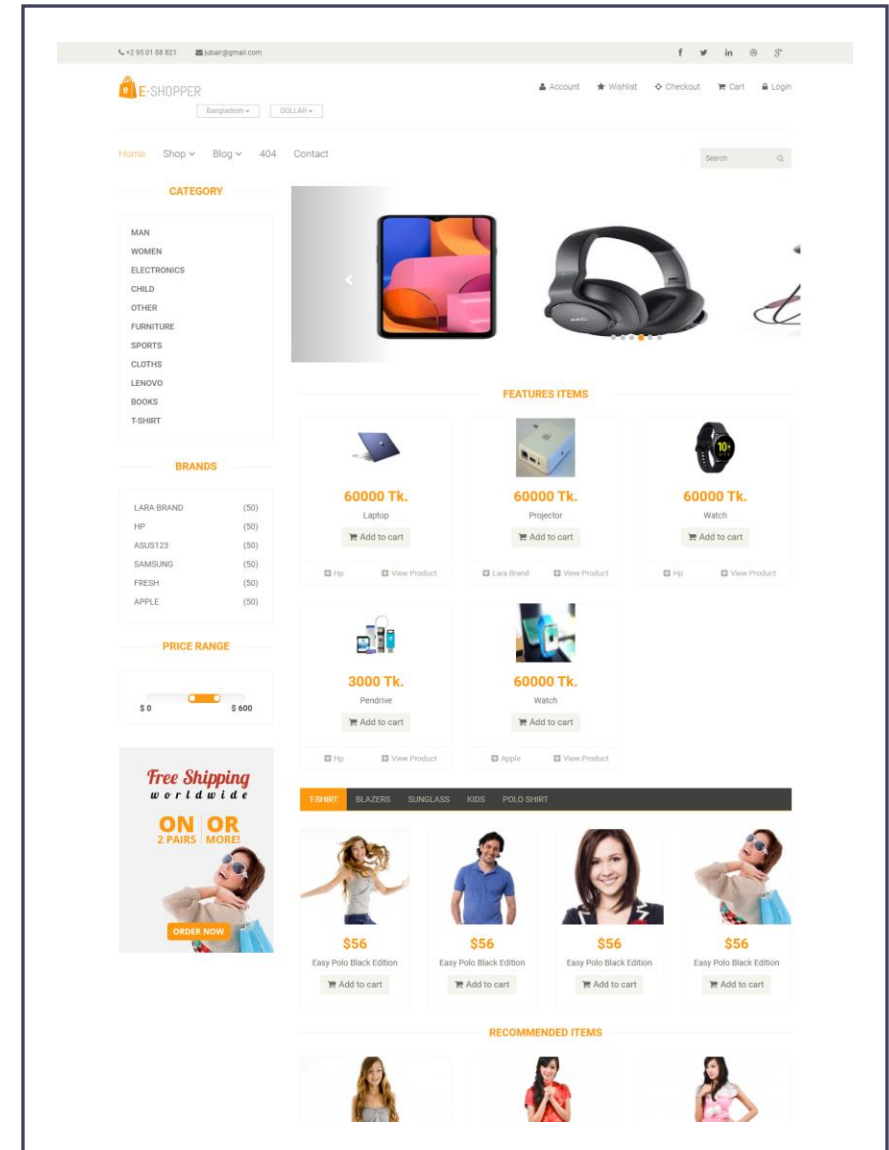 +2 95 01 88 821 jubair@gmail.com
E-SHOPPER
Bangladesh DOLLAR
Account Wishlist Checkout Cart Login
Home Shop Blog 404 Contact
Search
CATEGORY
MAN
WOMEN
ELECTRONICS
CHILD
OTHER
FURNITURE
SPORTS
CLOTHS
LENOVO
BOOKS
T-SHIRT
BRANDS
LARA BRAND (50)
HP (50)
ASUS123 (50)
SAMSUNG (50)
FRESH (50)
APPLE (50)
PRICE RANGE
$ 0 $ 600
Free Shipping
worldwide
ON OR
2 PAIRS MORE!
ORDER NOW
FEATURES ITEMS
60000 Tk. 60000 Tk. 60000 Tk.
Laptop Projector Watch
Add to cart Add to cart Add to cart
Hp View Product Lara-Brand View Product Hp View Product
3000 Tk. 60000 Tk.
Pendrive Watch
Add to cart Add to cart
Hp View Product Apple View Product
T-SHIRT BLAZERS SUNGLASS KIDS POLO SHIRT
$56 $56 $56 $56
Easy Polo Black Edition Easy Polo Black Edition Easy Polo Black Edition Easy Polo Black Edition
Add to cart Add to cart Add to cart Add to cart
RECOMMENDED ITEMS